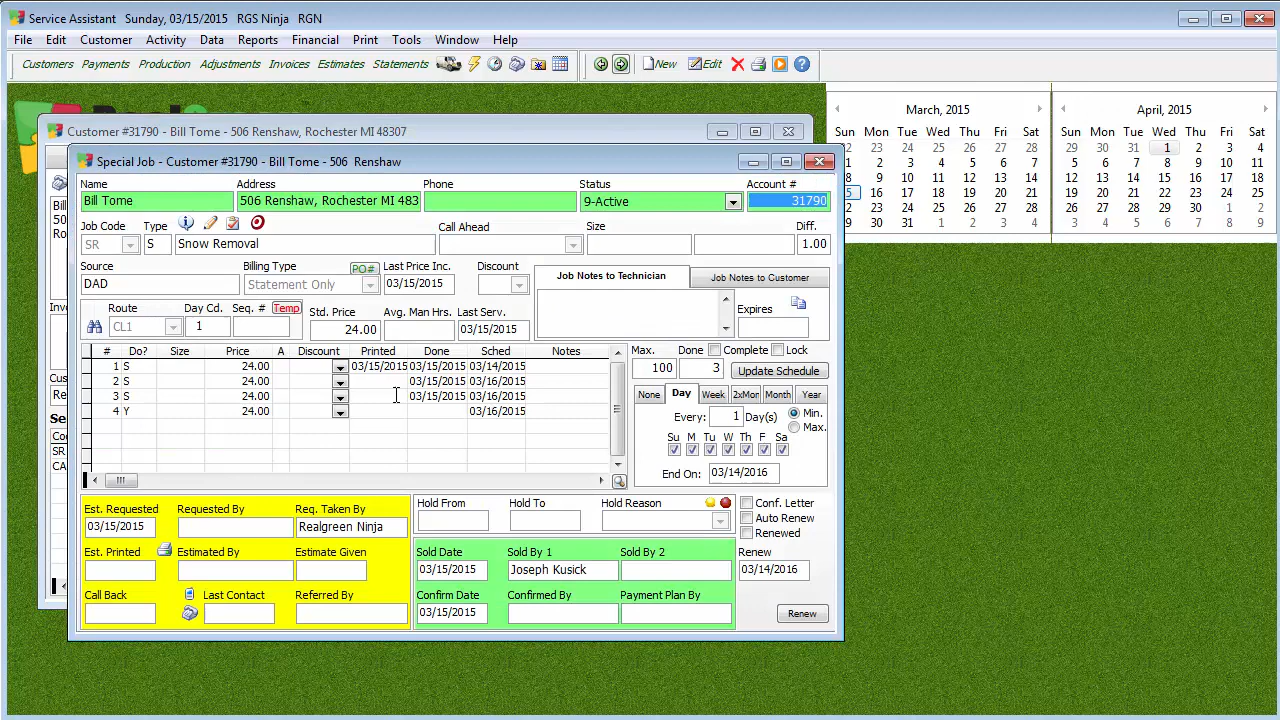 Service Assistant Sunday, 03/15/2015 RGS Ninja RGN
File Edit Customer Activity Data Reports Financial Print Tools Window Help
Customers Payments Production Adjustments Invoices Estimates Statements New Edit
March, 2015 April, 2015
Sun Mon Tue Wed Thu Fri Sat Sun Mon Tue Wed Thu Fri Sat
23 24 25 26 27 28 29 30 31 1 2 3 4
2 3 4 5 6 7 5 6 7 8 9 10 11
8 9 10 11 12 13 14 12 13 14 15 16 17 18
5 16 17 18 19 20 21 19 20 21 22 23 24 25
23 24 25 26 27 28 26 27 28 29 30 1 2
30 31 1 2 3 4 3 4 5 6 7 8 9
Customer #31790 - Bill Tome - 506 Renshaw, Rochester MI 48307
Special Job - Customer #31790 - Bill Tome - 506 Renshaw
Name Address Phone Status Account #
Bill Tome 506 Renshaw, Rochester MI 483 9-Active 31790
Job Code Type Call Ahead Size Diff.
SR S Snow Removal 1.00
Source Billing Type PO# Last Price Inc. Discount Job Notes to Technician Job Notes to Customer
DAD Statement Only 03/15/2015
Route Day Cd. Seq. # Temp Std. Price Avg. Man Hrs. Last Serv. Expires
CL1 1 24.00 03/15/2015
# Do? Size Price A Discount Printed Done Sched Notes
1 S 24.00 03/15/2015 03/15/2015 03/14/2015
2 S 24.00 03/15/2015 03/16/2015
3 S 24.00 03/15/2015 03/16/2015
4 Y 24.00 03/16/2015
Max. Done Complete Lock
100 3 Update Schedule
None Day Week 2xMon Month Year
Every: 1 Day(s) Min.
Max.
Su M Tu W Th F Sa
End On: 03/14/2016
Est. Requested Requested By Req. Taken By
03/15/2015 Realgreen Ninja
Est. Printed Estimated By Estimate Given
Call Back Last Contact Referred By
Hold From Hold To Hold Reason
Sold Date Sold By 1 Sold By 2
03/15/2015 Joseph Kusick
Confirm Date Confirmed By Payment Plan By
03/15/2015
Conf. Letter
Auto Renew
Renewed
Renew
03/14/2016
Renew